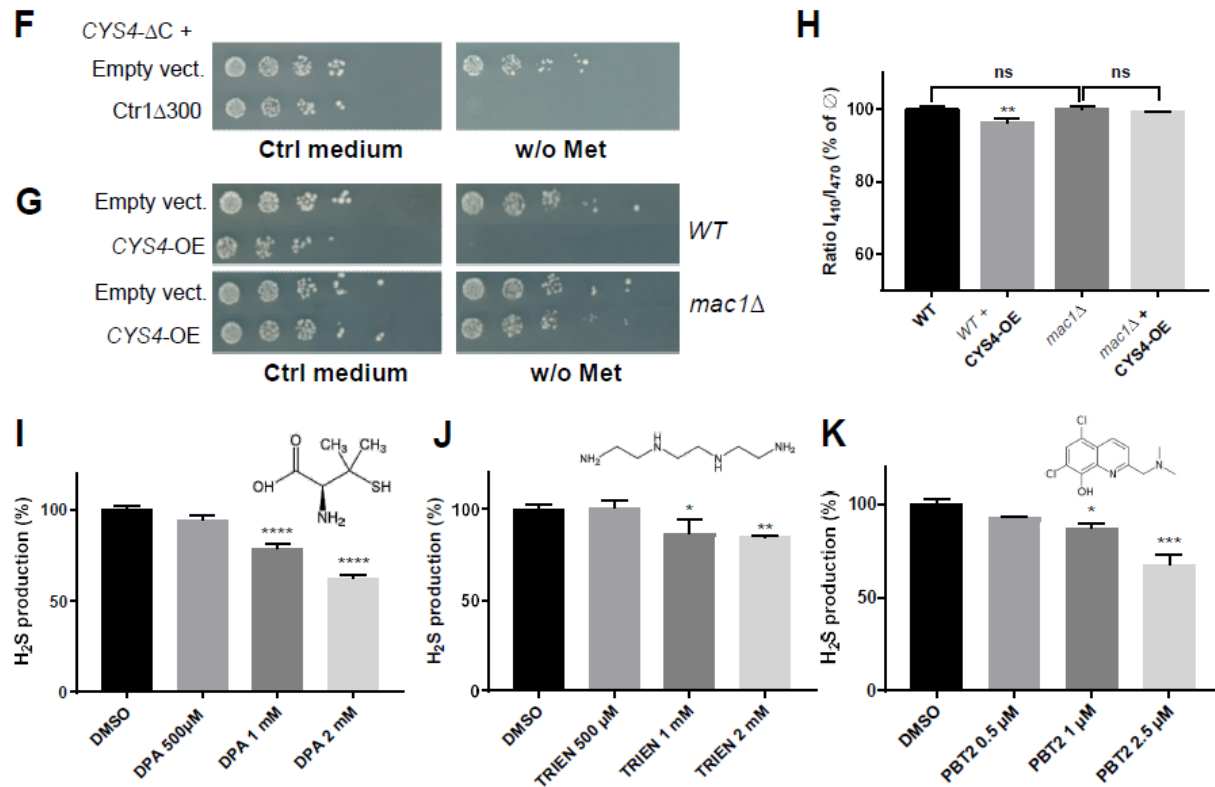 F
CYS4-ΔC +
Empty vect.
Ctr1Δ300
Ctrl medium
w/o Met
G
Empty vect.
CYS4-OE
WT
Empty vect.
CYS4-OE
mac1Δ
Ctrl medium
w/o Met
H
Ratio I410/I470 (% of ∅)
100
80
60
ns
ns
**
WT
WT +
CYS4-OE
mac1Δ
mac1Δ +
CYS4-OE
I
H2S production (%)
100
50
0
****
****
O
CH3
H3C
OH
SH
NH2
DMSO
DPA 500µM
DPA 1 mM
DPA 2 mM
J
H2S production (%)
100
50
0
*
**
NH2
H
N
N
H
NH2
DMSO
TRIEN 500 µM
TRIEN 1 mM
TRIEN 2 mM
K
H2S production (%)
100
50
0
*
***
Cl
Cl
N
N
OH
DMSO
PBT2 0.5 µM
PBT2 1 µM
PBT2 2.5 µM